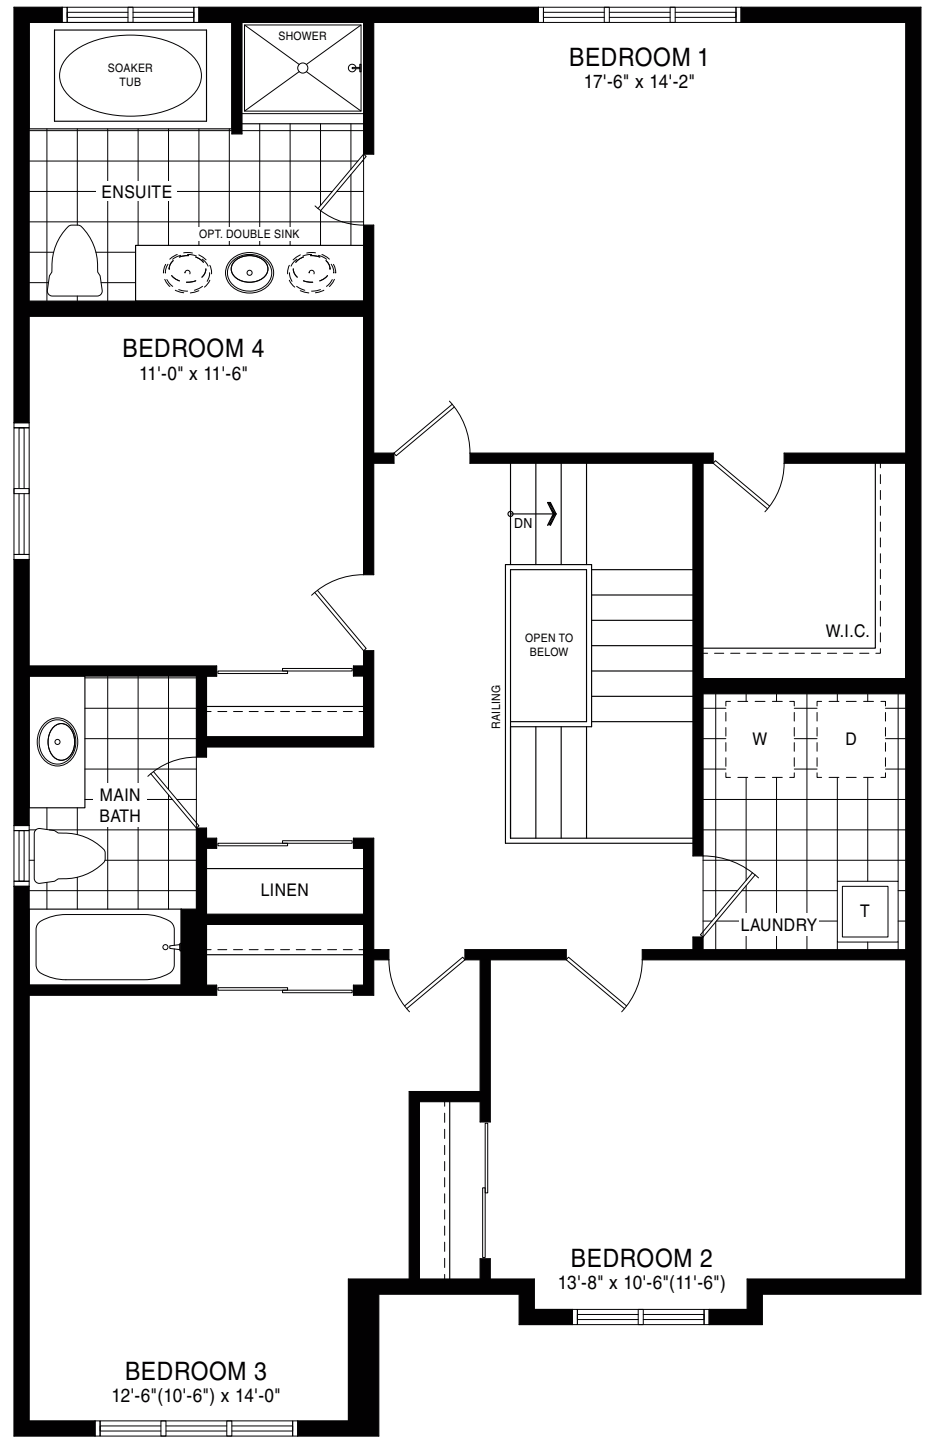 SHOWER
SOAKER
TUB
BEDROOM 1
17'-6" x 14'-2"
ENSUITE
OPT. DOUBLE SINK
BEDROOM 4
11'-0" x 11'-6"
DN
OPEN TO
BELOW
W.I.C.
RAILING
W
D
MAIN
BATH
LINEN
T
LAUNDRY
BEDROOM 2
13'-8" x 10'-6"(11'-6")
BEDROOM 3
12'-6"(10'-6") x 14'-0"